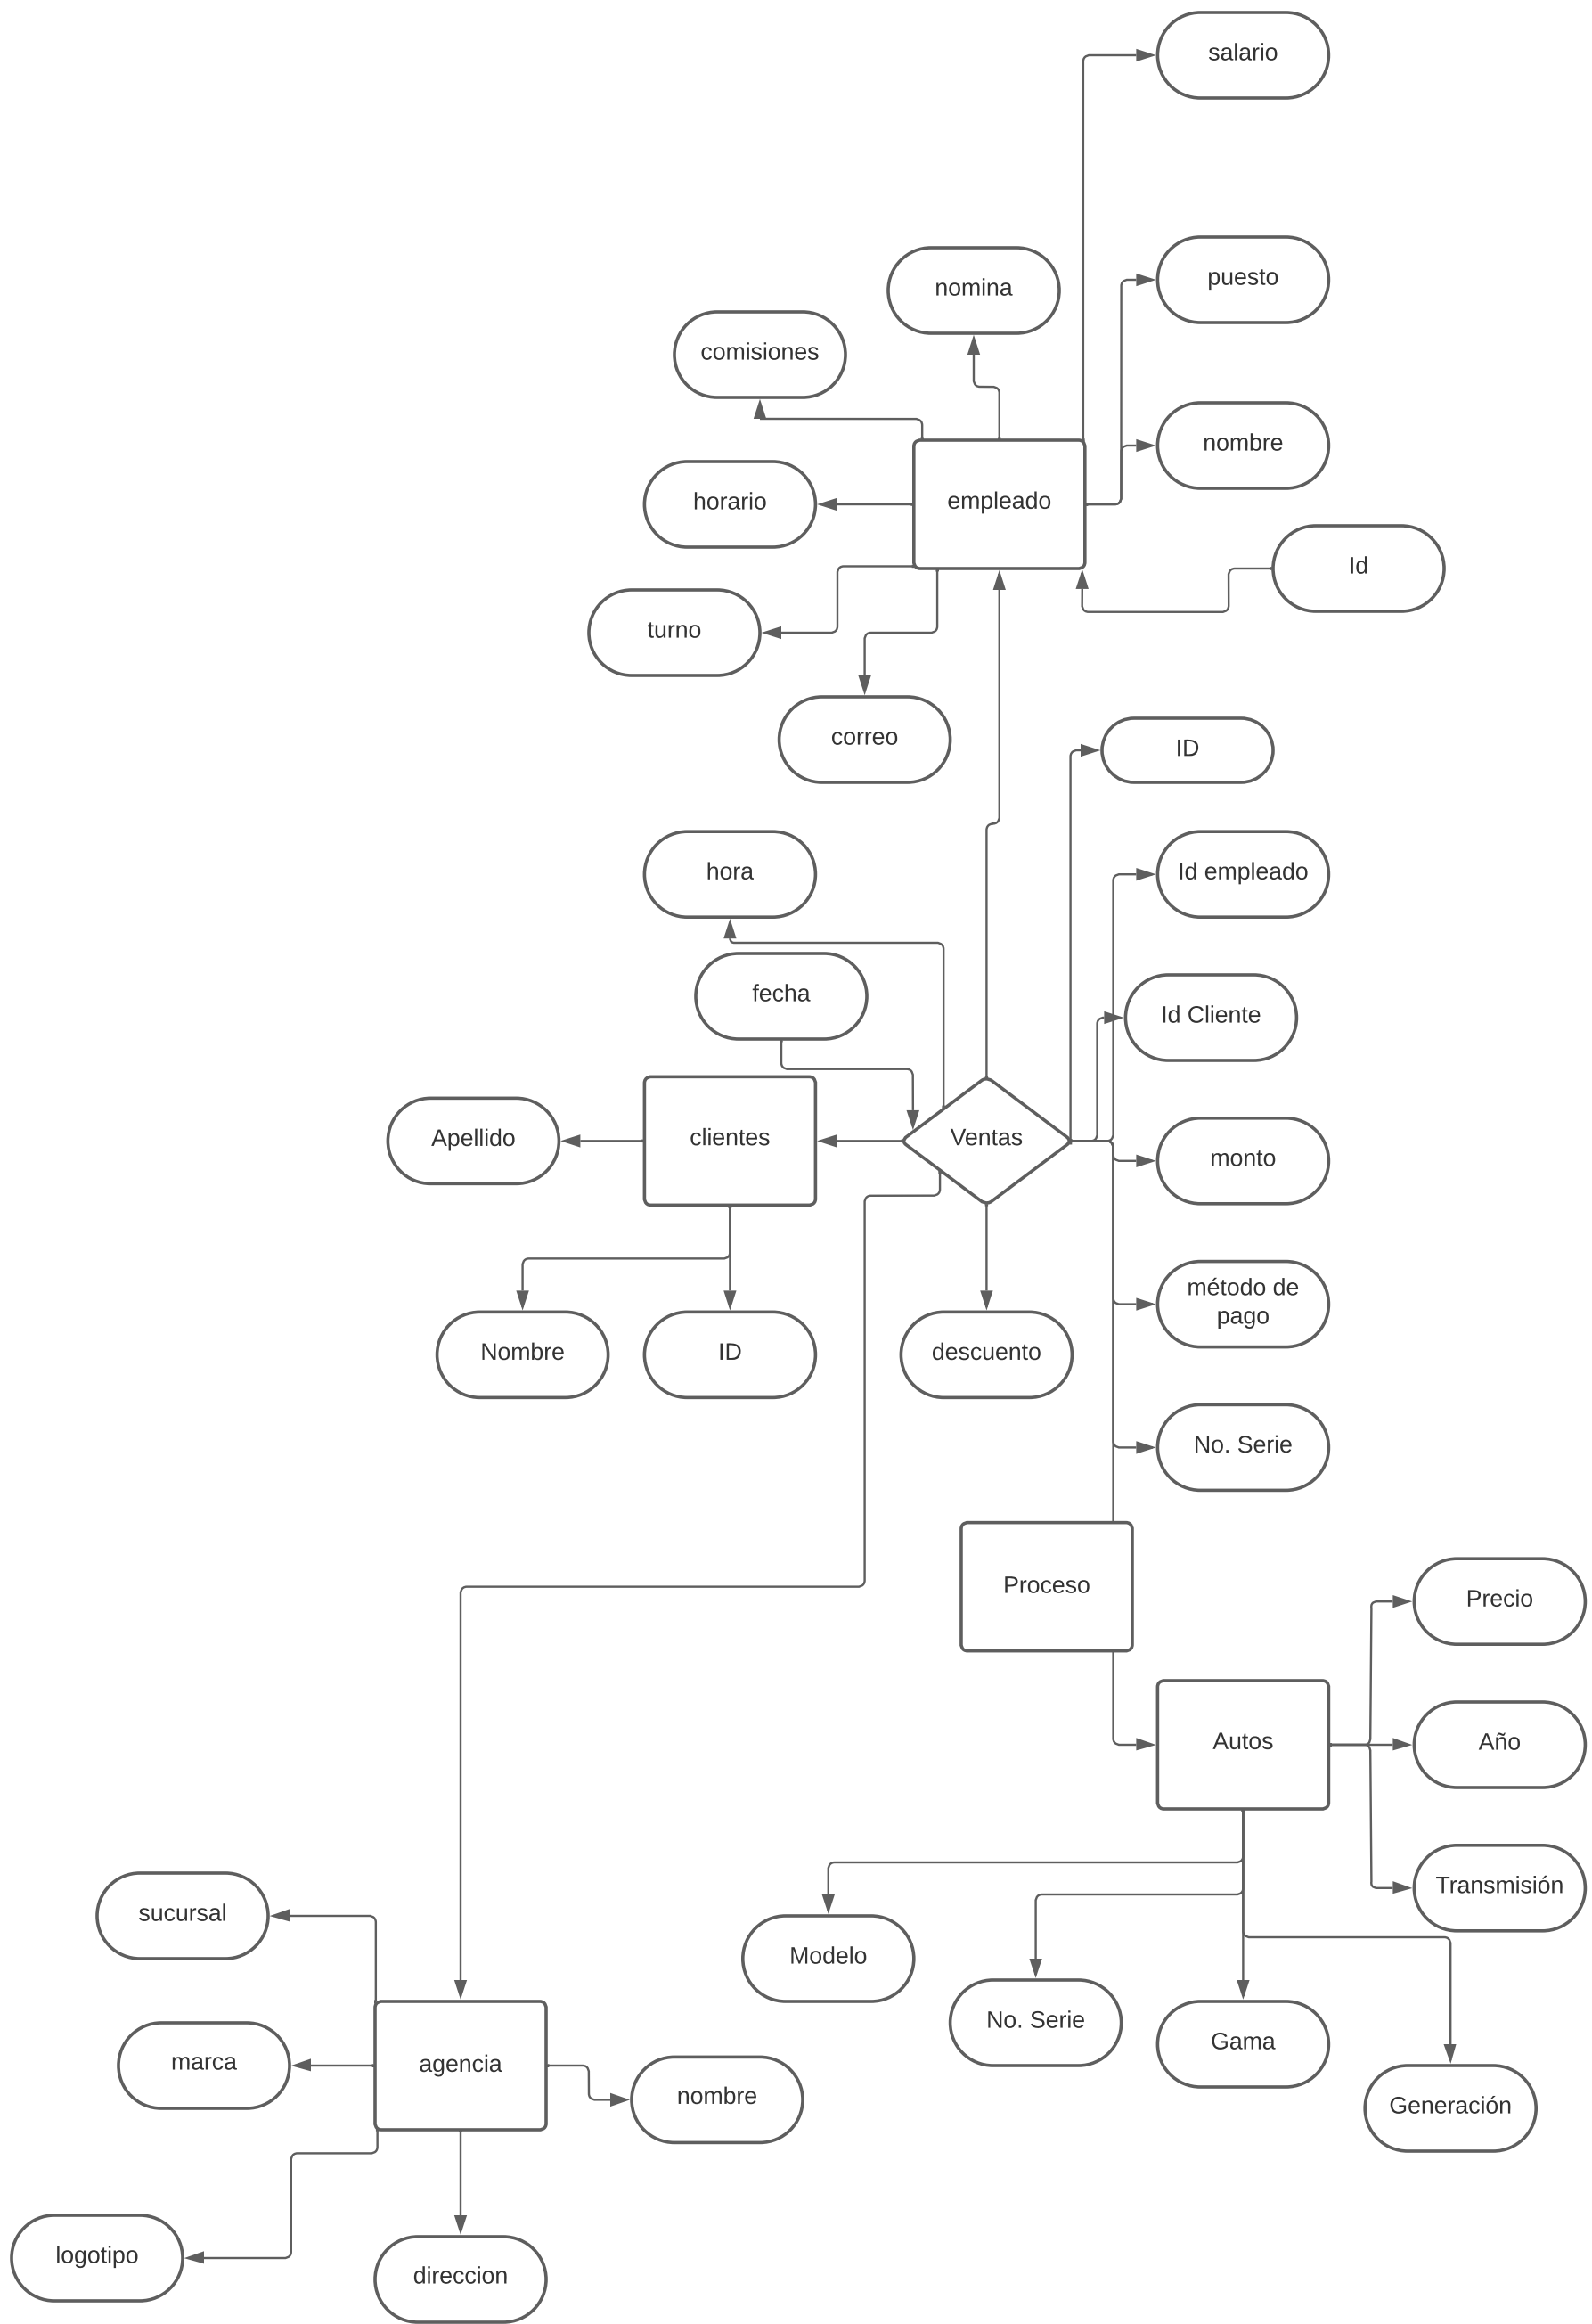 salario
puesto
nomina
comisiones
nombre
horario
empleado
Id
turno
correo
ID
hora
Id empleado
fecha
Id Cliente
Apellido
clientes
Ventas
monto
método de
pago
Nombre
ID
descuento
No. Serie
Proceso
Precio
Autos
Año
Transmisión
sucursal
Modelo
No. Serie
Gama
marca
agencia
nombre
Generación
logotipo
direccion